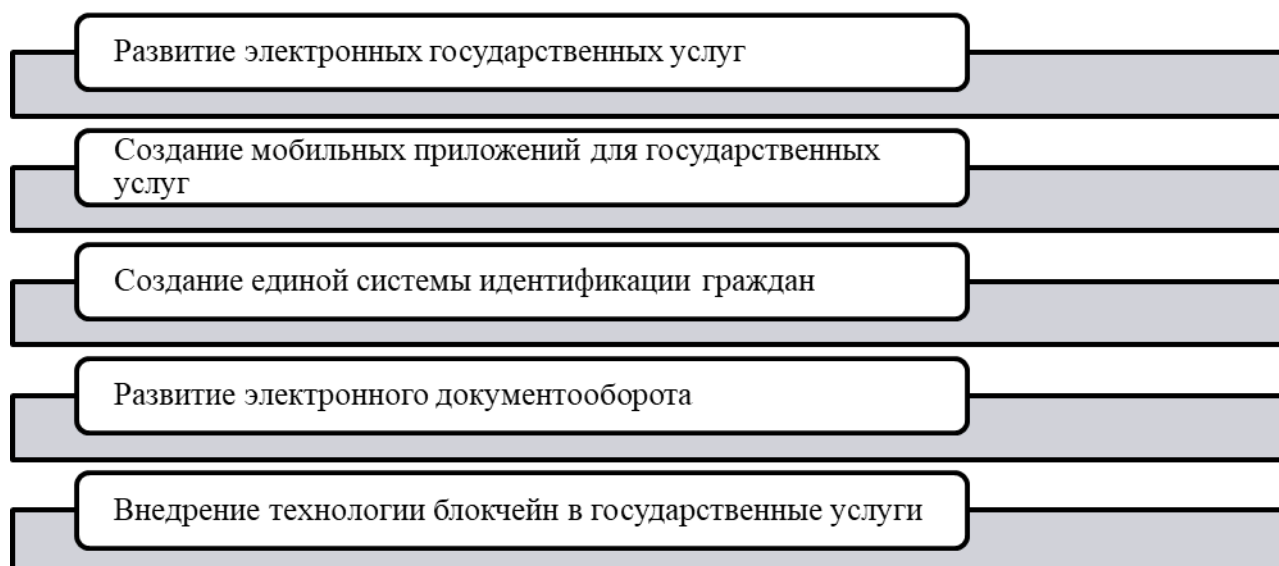 Развитие электронных государственных услуг
Создание мобильных приложений для государственных
услуг
Создание единой системы идентификации граждан
Развитие электронного документооборота
Внедрение технологии блокчейн в государственные услуги